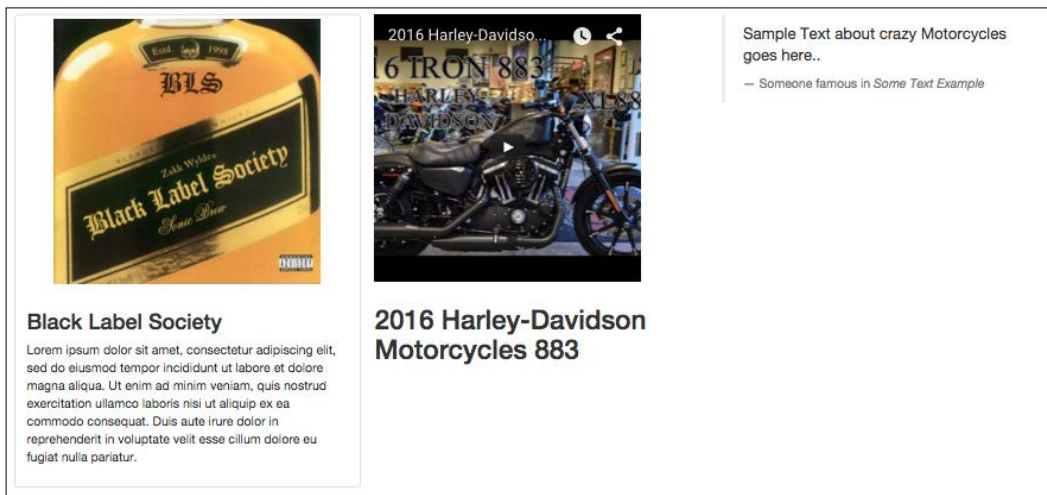 Estd. 1998
BLS
Zakk Wylde's
Black Label Society
Sonic Brew
Black Label Society
Lorem ipsum dolor sit amet, consectetur adipiscing elit,
sed do eiusmod tempor incididunt ut labore et dolore
magna aliqua. Ut enim ad minim veniam, quis nostrud
exercitation ullamco laboris nisi ut aliquip ex ea
commodo consequat. Duis aute irure dolor in
reprehenderit in voluptate velit esse cillum dolore eu
fugiat nulla pariatur.
2016 Harley-Davidso...
6 IRON 883
HARLEY
DAVIDSON
XL88
2016 Harley-Davidson
Motorcycles 883
Sample Text about crazy Motorcycles
goes here..
— Someone famous in Some Text Example